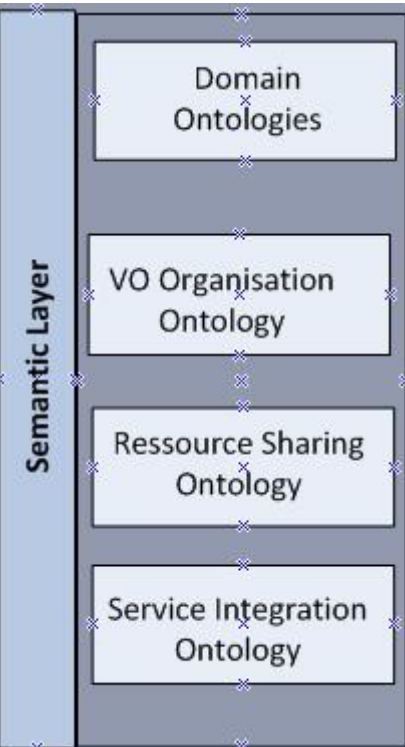 Semantic Layer
Domain
Ontologies
VO Organisation
Ontology
Ressource Sharing
Ontology
Service Integration
Ontology